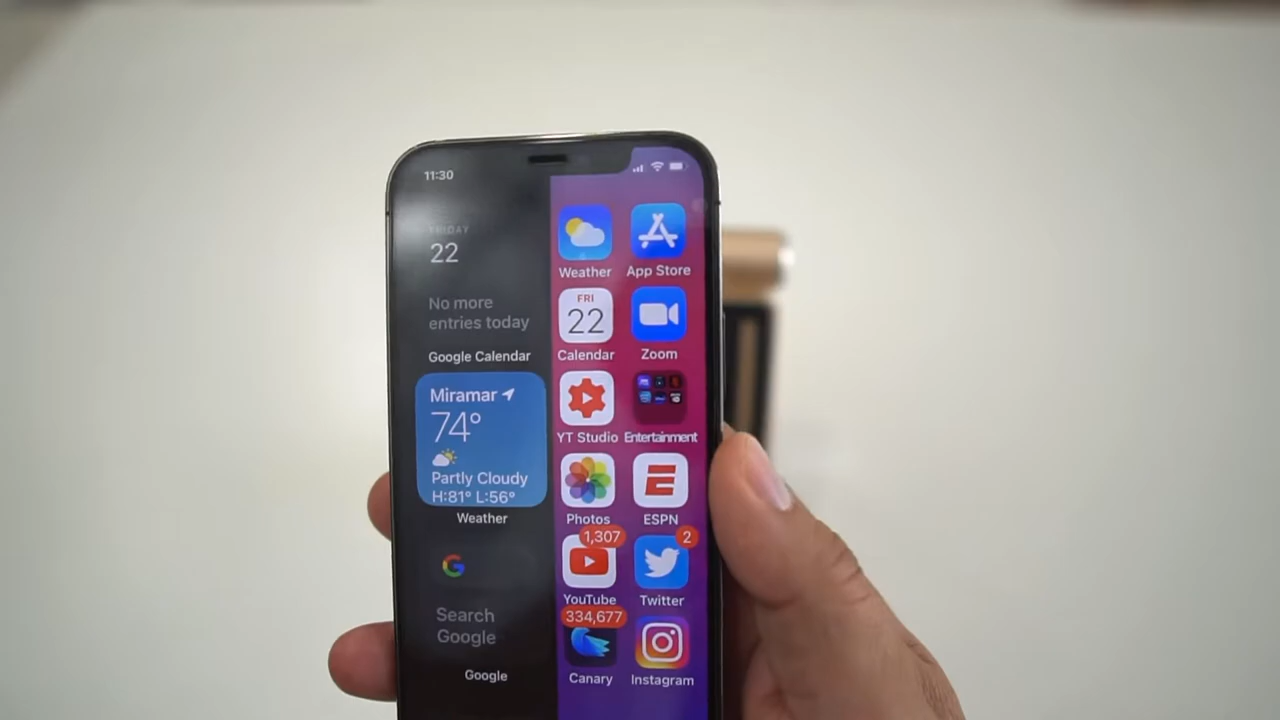 11:30
FRIDAY
22
No more
entries today
Google Calendar
Miramar
74°
Partly Cloudy
H:81° L:56°
Weather
G
Search
Google
Google
Weather
App Store
FRI
22
Calendar
Zoom
YT Studio
Entertainment
Photos
E
ESPN
1,307
YouTube
2
Twitter
334,677
Canary
Instagram